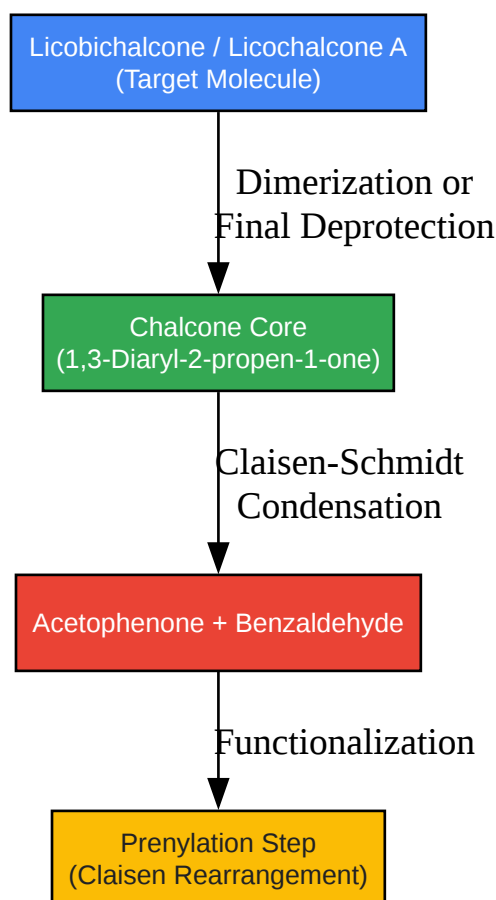 Licobichalcone / Licochalcone A
(Target Molecule)
Dimerization or
Final Deprotection
Chalcone Core
(1,3-Diaryl-2-propen-1-one)
Claisen-Schmidt
Condensation
Acetophenone + Benzaldehyde
Functionalization
Prenylation Step
(Claisen Rearrangement)